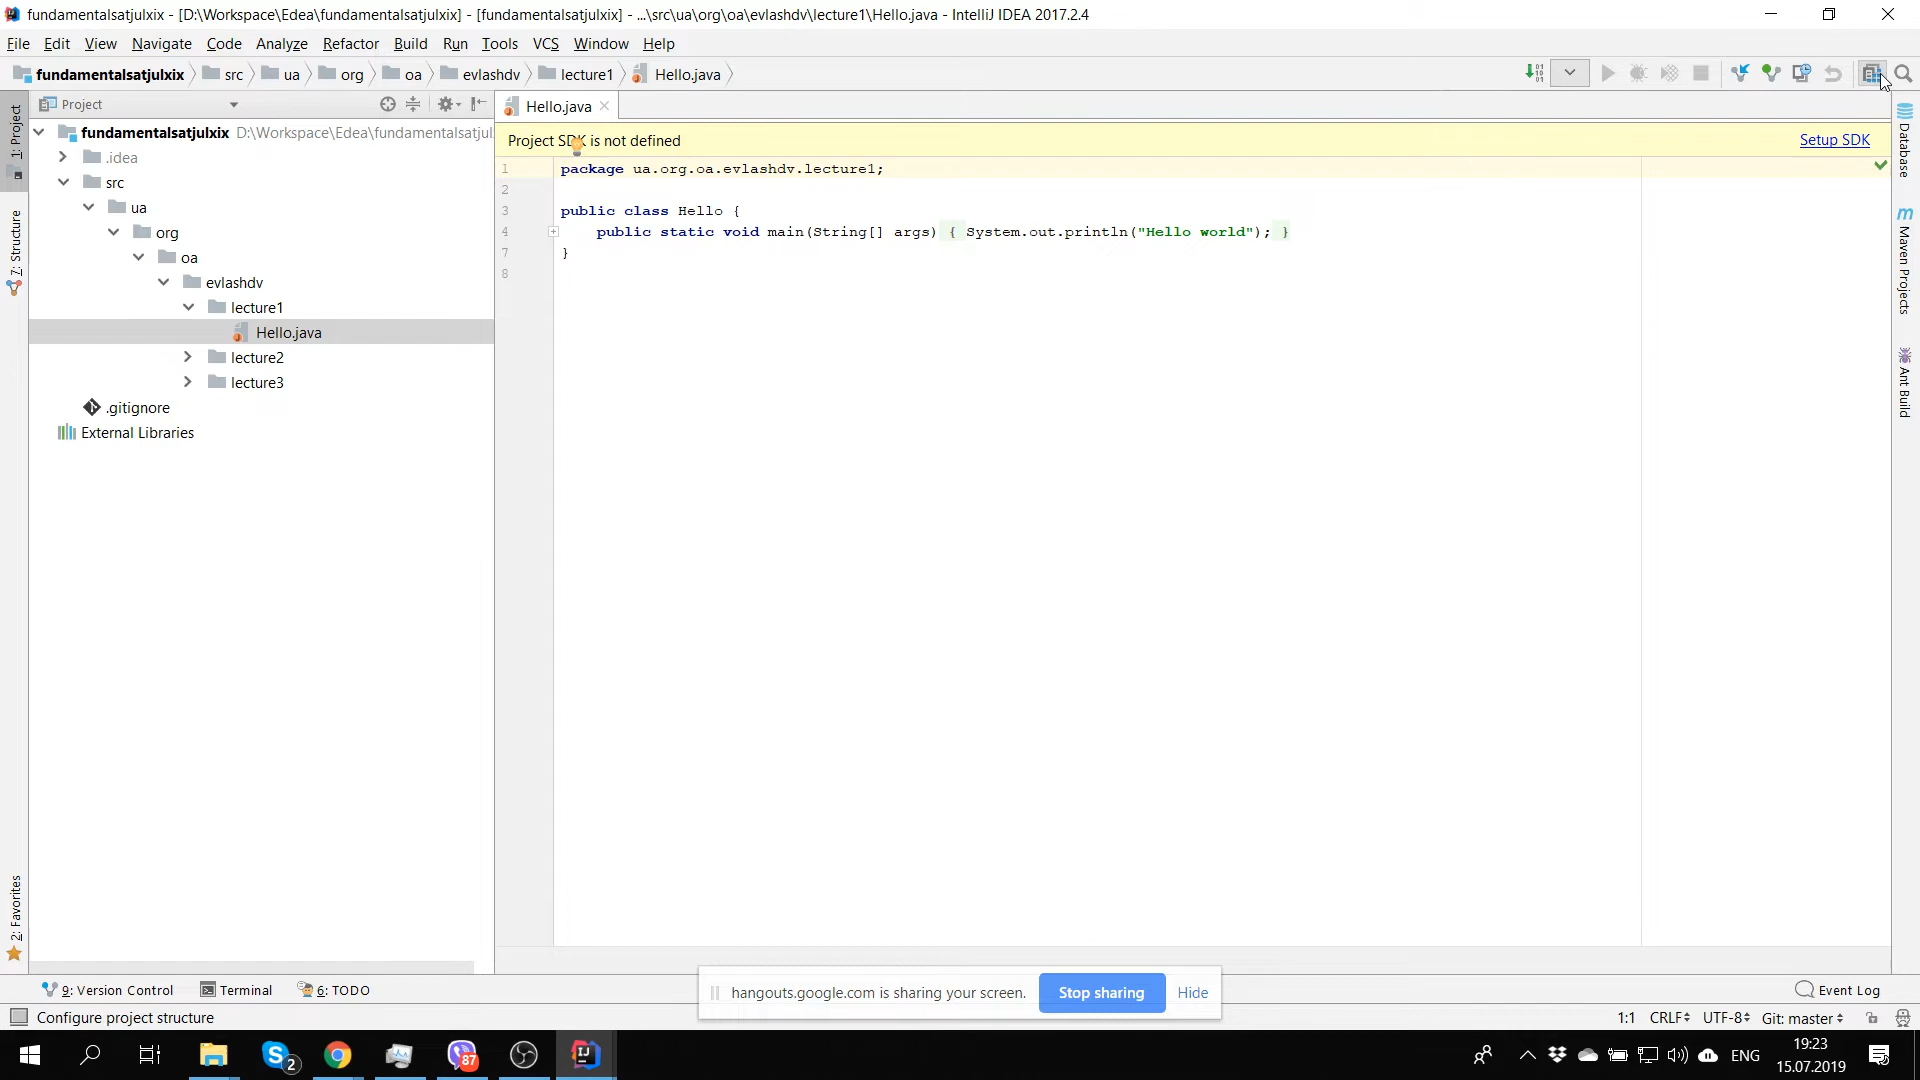 fundamentalsatjulxix - [D:\Workspace\Edea\fundamentalsatjulxix] - [fundamentalsatjulxix] - ...\src\ua\org\oa\evlashdv\lecture1\Hello.java - IntelliJ IDEA 2017.2.4
File Edit View Navigate Code Analyze Refactor Build Run Tools VCS Window Help
fundamentalsatjulxix src ua org oa evlashdv lecture1 Hello.java
Project
Hello.java
1: Project
7: Structure
2: Favorites
fundamentalsatjulxix D:\Workspace\Edea\fundamentalsatjul
.idea
src
ua
org
oa
evlashdv
lecture1
Hello.java
lecture2
lecture3
.gitignore
External Libraries
Project SDK is not defined Setup SDK
1 package ua.org.oa.evlashdv.lecture1;
2
3 public class Hello {
4 public static void main(String[] args) { System.out.println("Hello world"); }
7 }
8
Database
m Maven Projects
Ant Build
9: Version Control Terminal 6: TODO
hangouts.google.com is sharing your screen. Stop sharing Hide
Event Log
Configure project structure
1:1 CRLF UTF-8 Git: master
2
87
IJ
ENG
19:23
15.07.2019